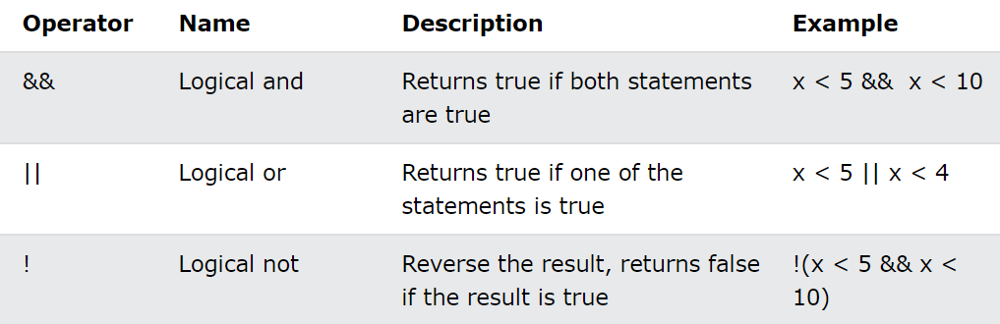 Operator Name Description Example
&& Logical and Returns true if both statements x < 5 &&  x < 10
are true
|| Logical or Returns true if one of the x < 5 || x < 4
statements is true
! Logical not Reverse the result, returns false !(x < 5 && x <
if the result is true 10)